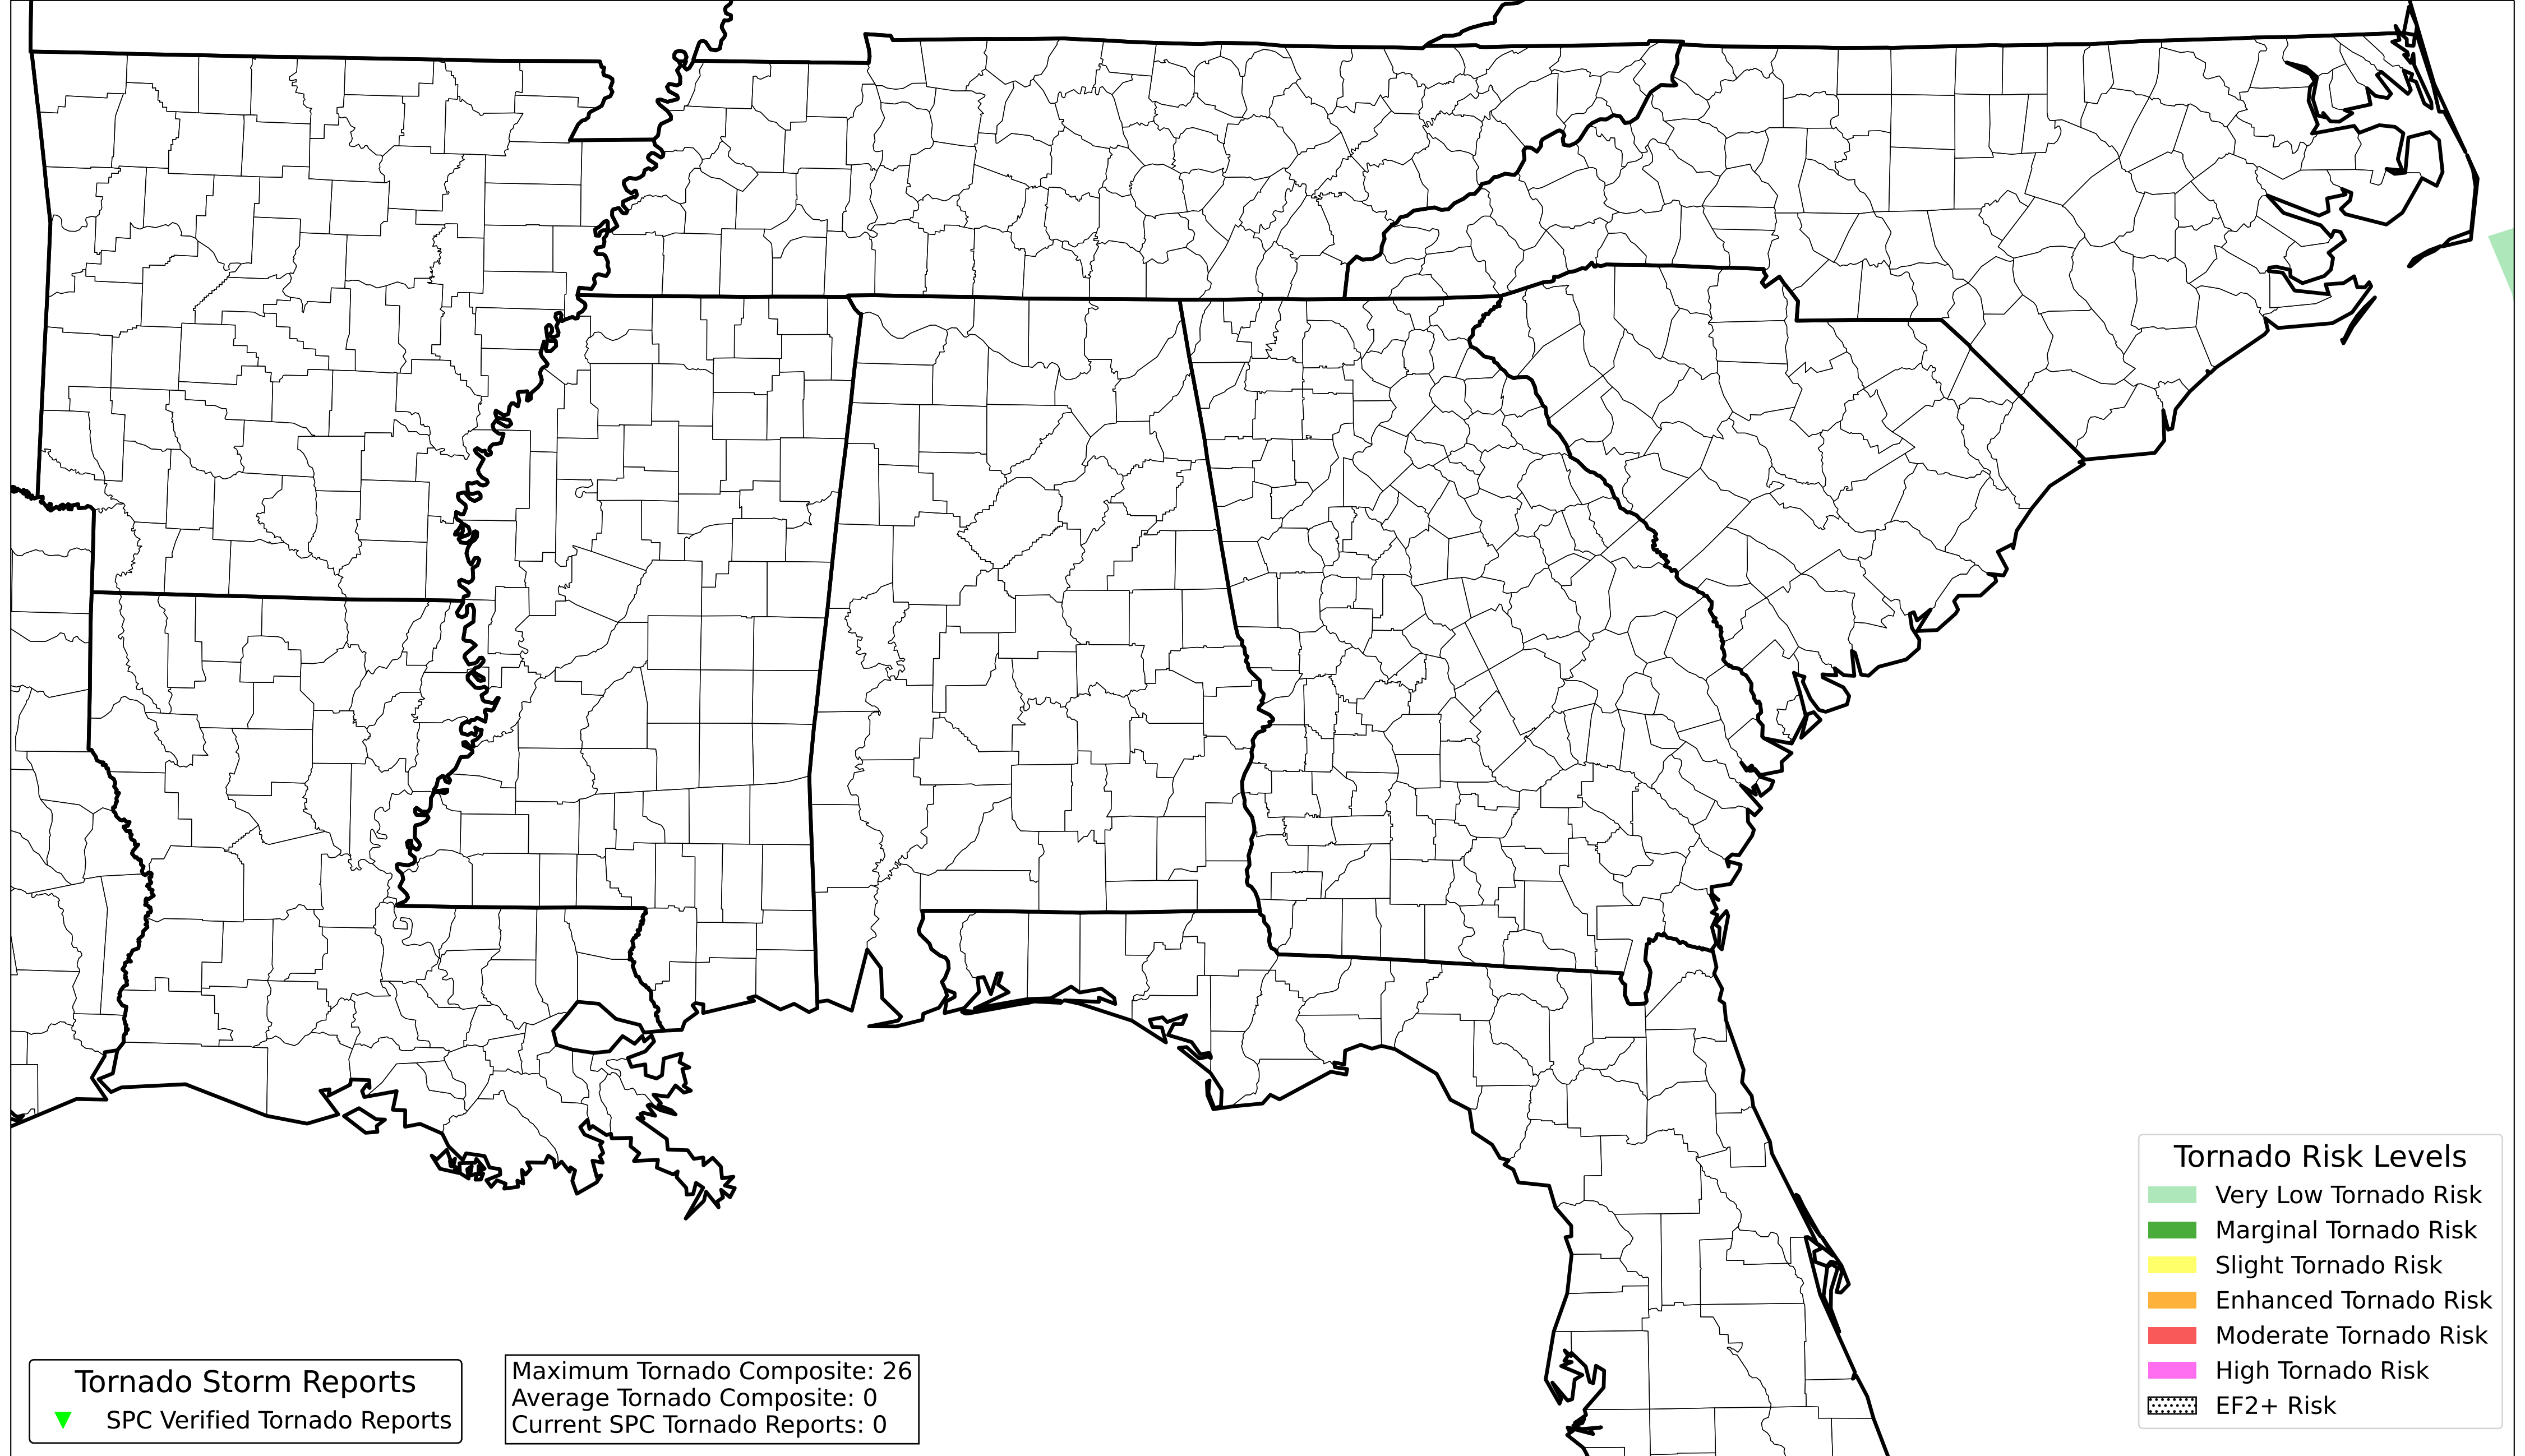 Tornado Risk Levels
Very Low Tornado Risk
Marginal Tornado Risk
Slight Tornado Risk
Enhanced Tornado Risk
Moderate Tornado Risk
High Tornado Risk
EF2+ Risk
Tornado Storm Reports
SPC Verified Tornado Reports
Maximum Tornado Composite: 26
Average Tornado Composite: 0
Current SPC Tornado Reports: 0